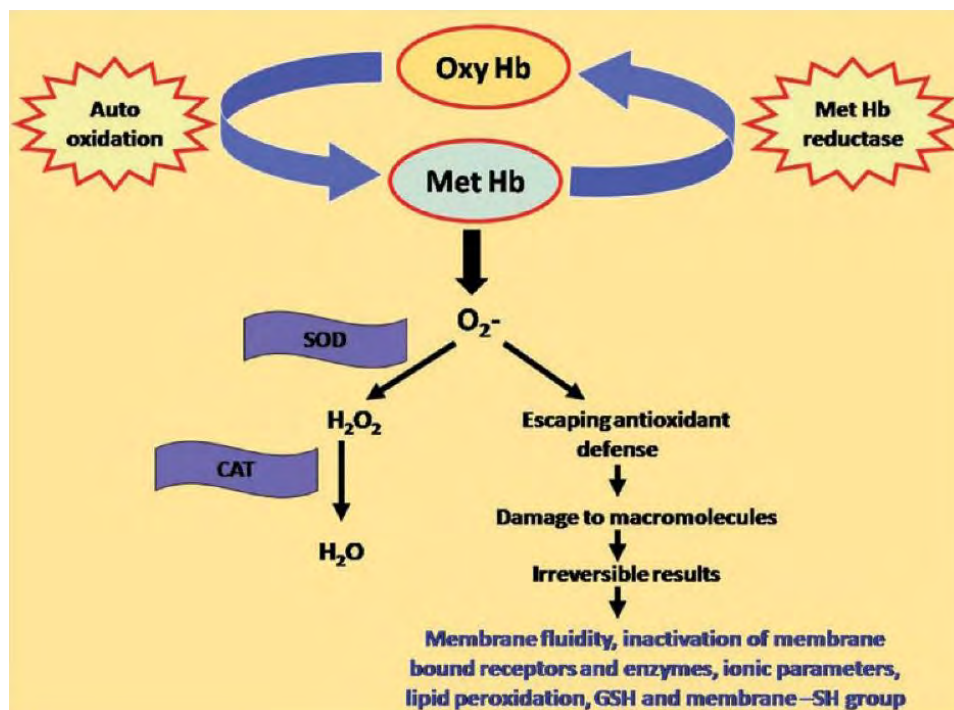 Oxy Hb
Auto
oxidation
Met Hb
reductase
Met Hb
O₂-
SOD
H₂O₂
Escaping antioxidant
defense
CAT
Damage to macromolecules
H₂O
Irreversible results
Membrane fluidity, inactivation of membrane
bound receptors and enzymes, ionic parameters,
lipid peroxidation, GSH and membrane –SH group